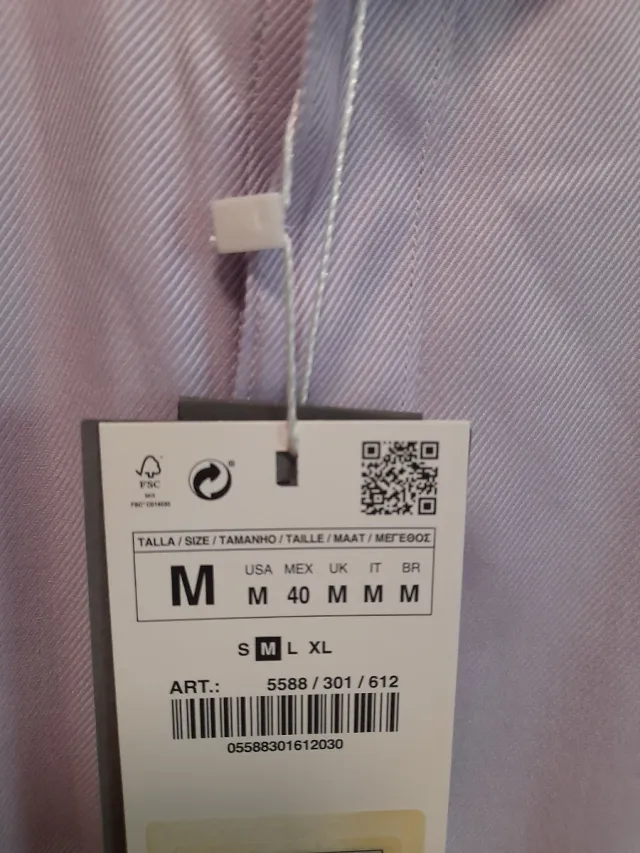 FSC
MIX
TALLA / SIZE / TAMANHO / TAILLE / MAAT / ΜΕΓΕΘΟΣ
M
USA MEX UK IT BR
M 40 M M M
S M L XL
ART.: 5588 / 301 / 612
05588301612030